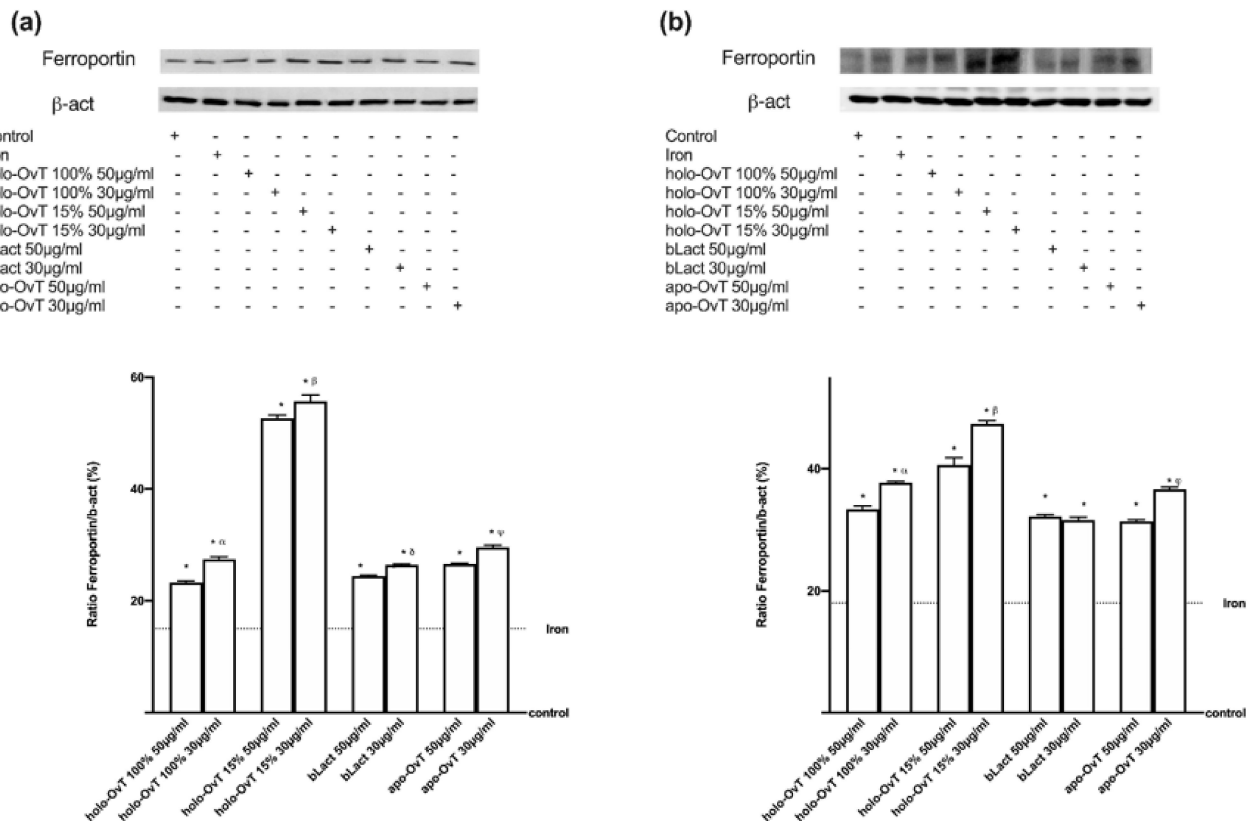 (a)
Ferroportin
β-act
ontrol + - - - - - - - - -
on - + - - - - - - - -
olo-OvT 100% 50µg/ml - - + - - - - - - -
olo-OvT 100% 30µg/ml - - - + - - - - - -
olo-OvT 15% 50µg/ml - - - - + - - - - -
olo-OvT 15% 30µg/ml - - - - - + - - - -
act 50µg/ml - - - - - - + - - -
act 30µg/ml - - - - - - - + - -
o-OvT 50µg/ml - - - - - - - - + -
o-OvT 30µg/ml - - - - - - - - - +
Ratio Ferroportin/b-act (%)
60
40
20
*
* α
*
* β
*
* δ
*
* ψ
Iron
control
holo-OvT 100% 50µg/ml
holo-OvT 100% 30µg/ml
holo-OvT 15% 50µg/ml
holo-OvT 15% 30µg/ml
bLact 50µg/ml
bLact 30µg/ml
apo-OvT 50µg/ml
apo-OvT 30µg/ml
(b)
Ferroportin
β-act
Control + - - - - - - - - -
Iron - + - - - - - - - -
holo-OvT 100% 50µg/ml - - + - - - - - - -
holo-OvT 100% 30µg/ml - - - + - - - - - -
holo-OvT 15% 50µg/ml - - - - + - - - - -
holo-OvT 15% 30µg/ml - - - - - + - - - -
bLact 50µg/ml - - - - - - + - - -
bLact 30µg/ml - - - - - - - + - -
apo-OvT 50µg/ml - - - - - - - - + -
apo-OvT 30µg/ml - - - - - - - - - +
Ratio Ferroportin/b-act (%)
40
20
*
* α
*
* β
*
*
*
* φ
Iron
control
holo-OvT 100% 50µg/ml
holo-OvT 100% 30µg/ml
holo-OvT 15% 50µg/ml
holo-OvT 15% 30µg/ml
bLact 50µg/ml
bLact 30µg/ml
apo-OvT 50µg/ml
apo-OvT 30µg/ml